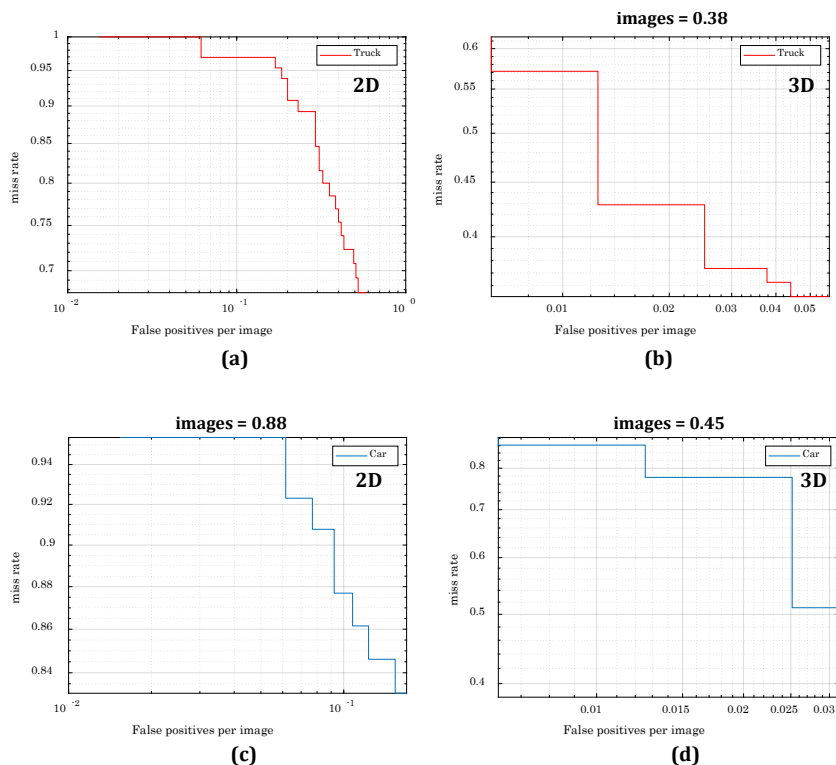 images = 0.38
1
0.95
0.9
0.85
0.8
0.75
0.7
miss rate
10 -2
10 -1
10 0
False positives per image
Truck
2D
(a)
0.6
0.55
0.5
0.45
0.4
miss rate
0.01
0.02
0.03
0.04
0.05
False positives per image
Truck
3D
(b)
images = 0.88
0.94
0.92
0.9
0.88
0.86
0.84
miss rate
10 -2
10 -1
False positives per image
Car
2D
(c)
images = 0.45
0.8
0.7
0.6
0.5
0.4
miss rate
0.01
0.015
0.02
0.025
0.03
False positives per image
Car
3D
(d)